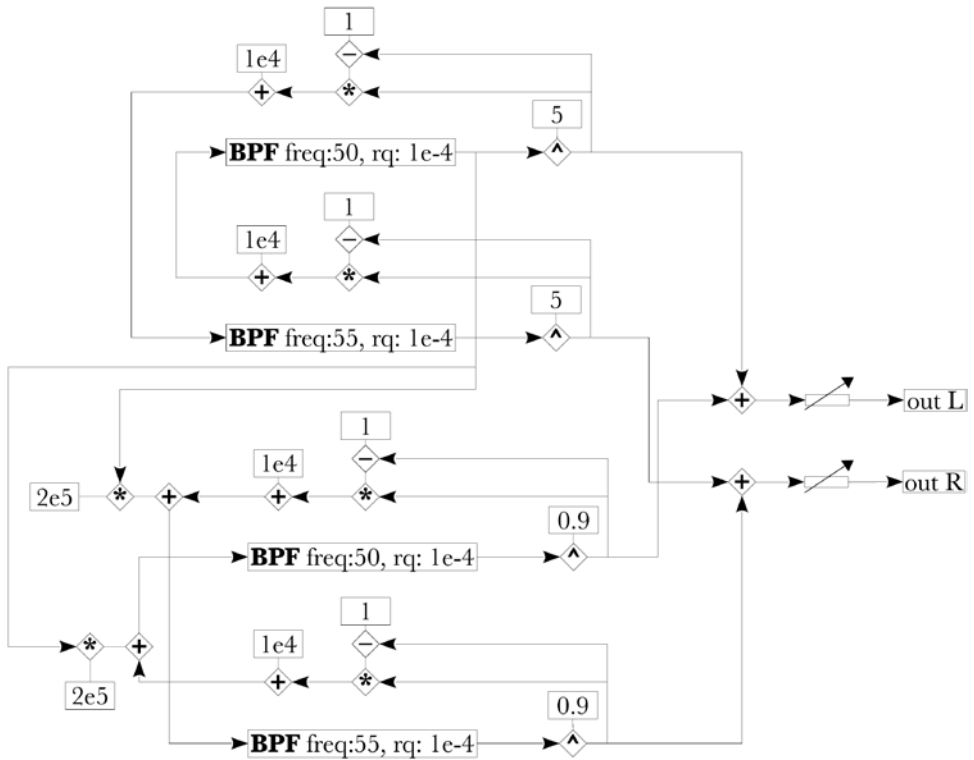 1
−
1e4
+
*
5
BPF freq:50, rq: 1e-4
^
1
−
1e4
+
*
5
BPF freq:55, rq: 1e-4
^
+
out L
1
−
1e4
2e5
*
+
+
*
+
out R
0.9
BPF freq:50, rq: 1e-4
^
1
−
*
+
1e4
+
*
2e5
0.9
BPF freq:55, rq: 1e-4
^